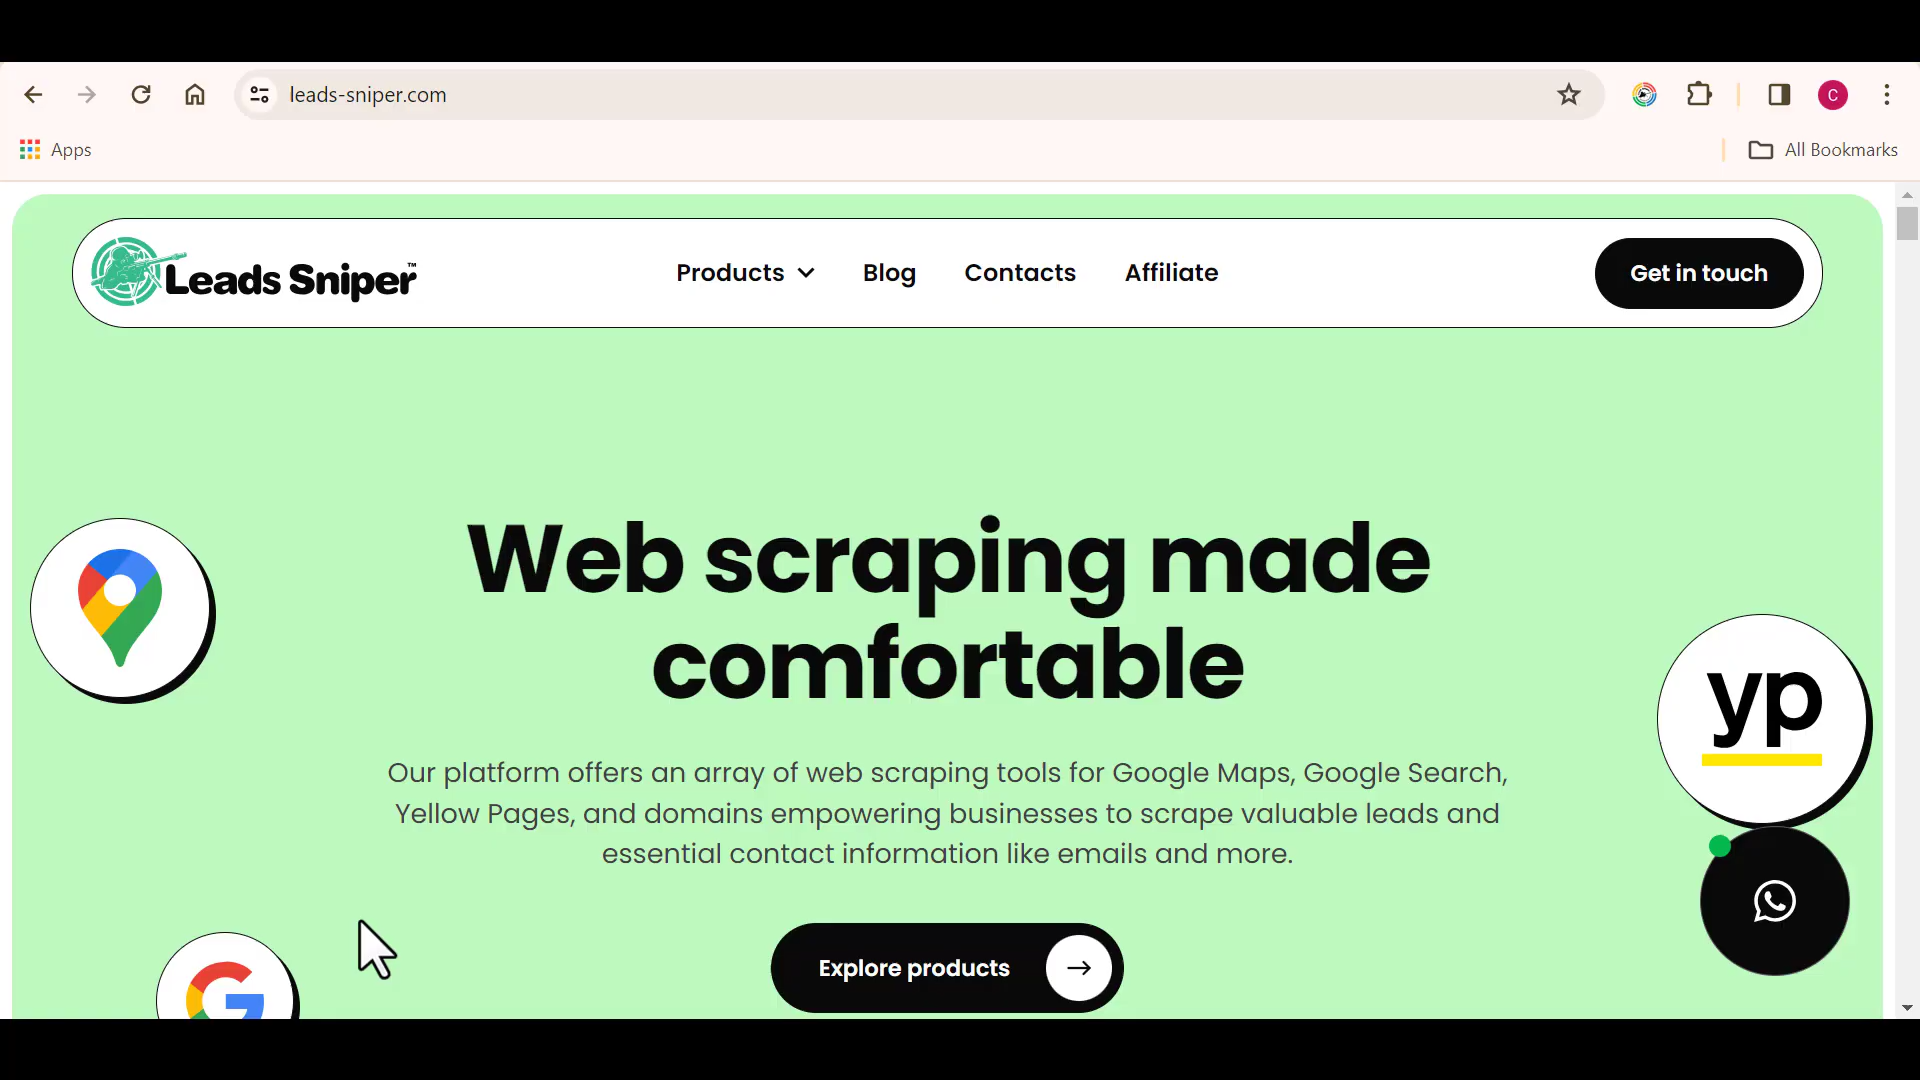 leads-sniper.com
C
Apps
All Bookmarks
Leads Sniper™
Products
Blog
Contacts
Affiliate
Get in touch
Web scraping made
comfortable
yp
Our platform offers an array of web scraping tools for Google Maps, Google Search,
Yellow Pages, and domains empowering businesses to scrape valuable leads and
essential contact information like emails and more.
Explore products
G